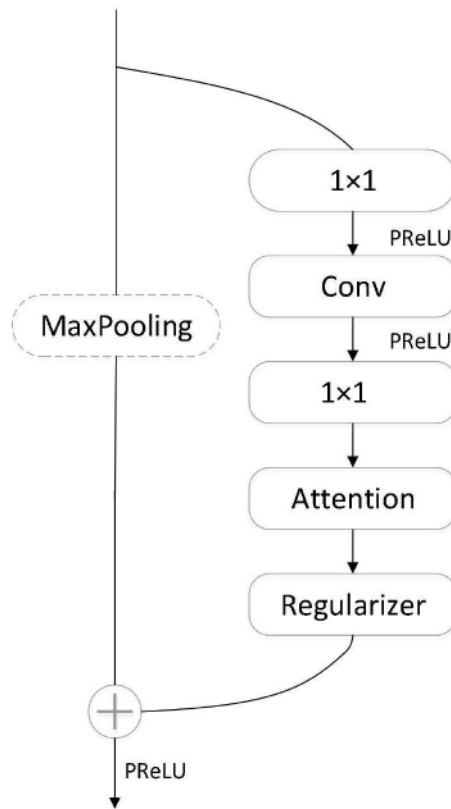 1×1
PReLU
Conv
MaxPooling
PReLU
1×1
Attention
Regularizer
PReLU